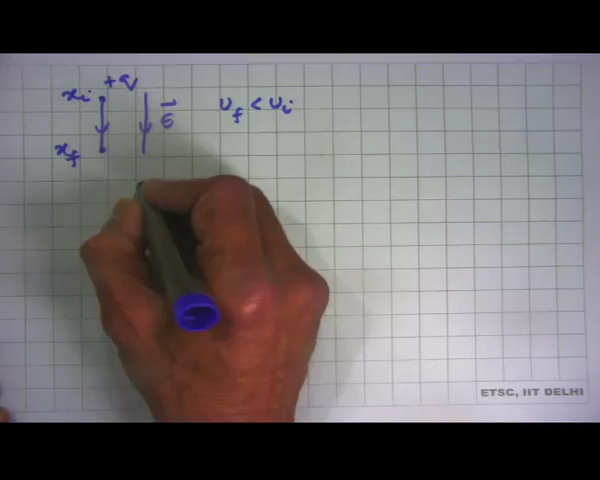 +q
xi
E⃗
Uf < Ui
xf
ETSC, IIT DELHI